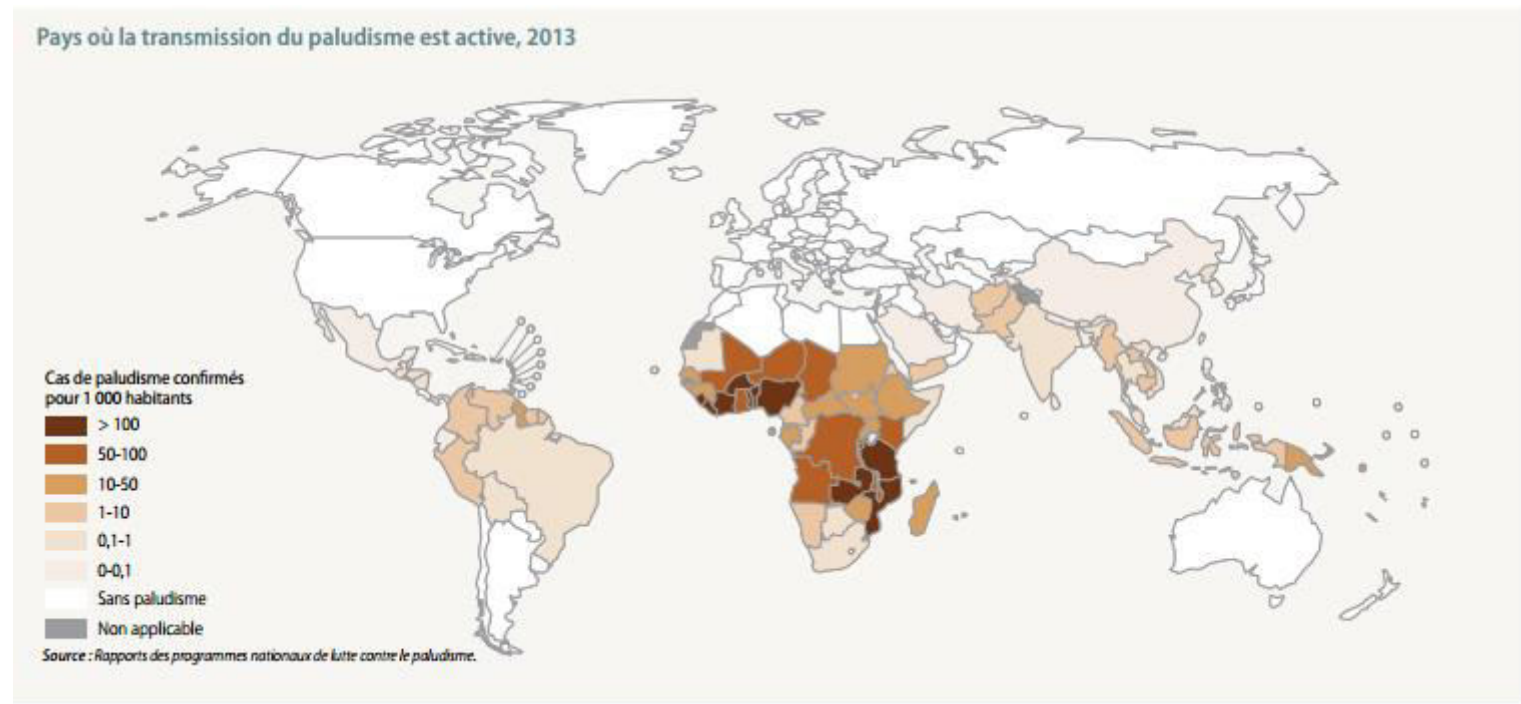 Pays où la transmission du paludisme est active, 2013
Cas de paludisme confirmés
pour 1 000 habitants
> 100
50-100
10-50
1-10
0,1-1
0-0,1
Sans paludisme
Non applicable
Source : Rapports des programmes nationaux de lutte contre le paludisme.